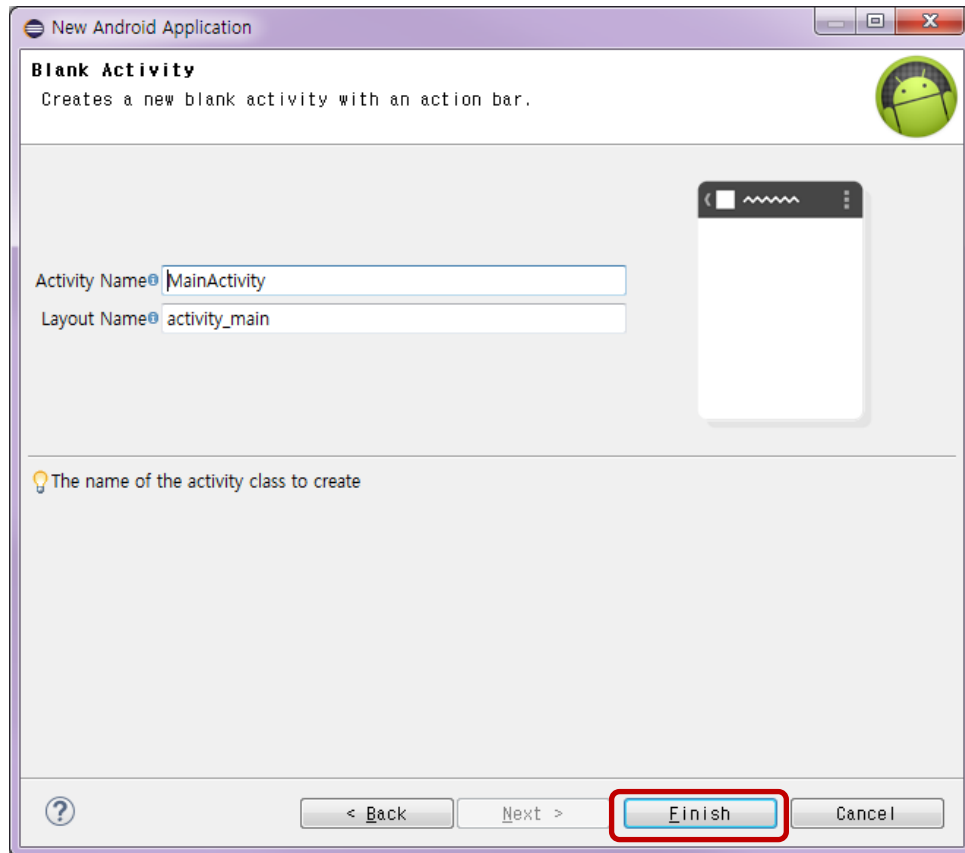 New Android Application
Blank Activity
Creates a new blank activity with an action bar.
Activity Name MainActivity
Layout Name activity_main
The name of the activity class to create
? < Back Next > Finish Cancel